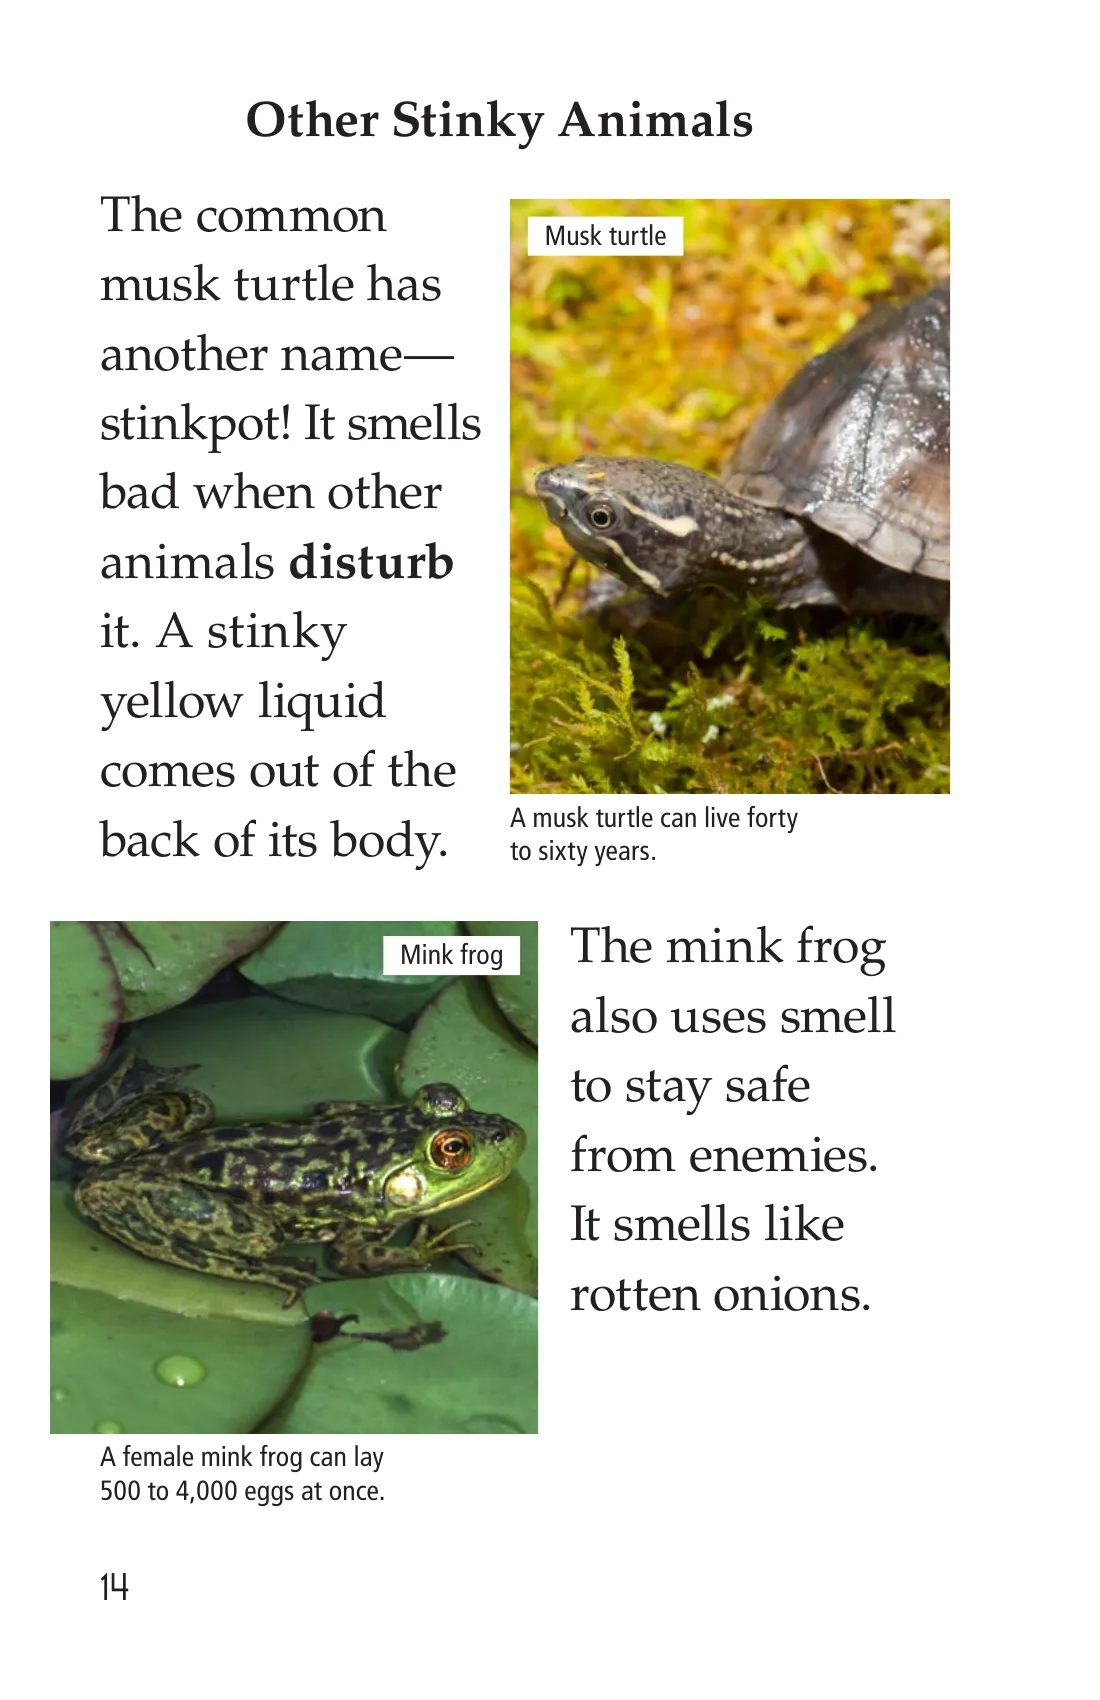 Other Stinky Animals
The common
musk turtle has
another name—
stinkpot! It smells
bad when other
animals disturb
it. A stinky
yellow liquid
comes out of the
back of its body.
Musk turtle
A musk turtle can live forty
to sixty years.
Mink frog
A female mink frog can lay
500 to 4,000 eggs at once.
The mink frog
also uses smell
to stay safe
from enemies.
It smells like
rotten onions.
14